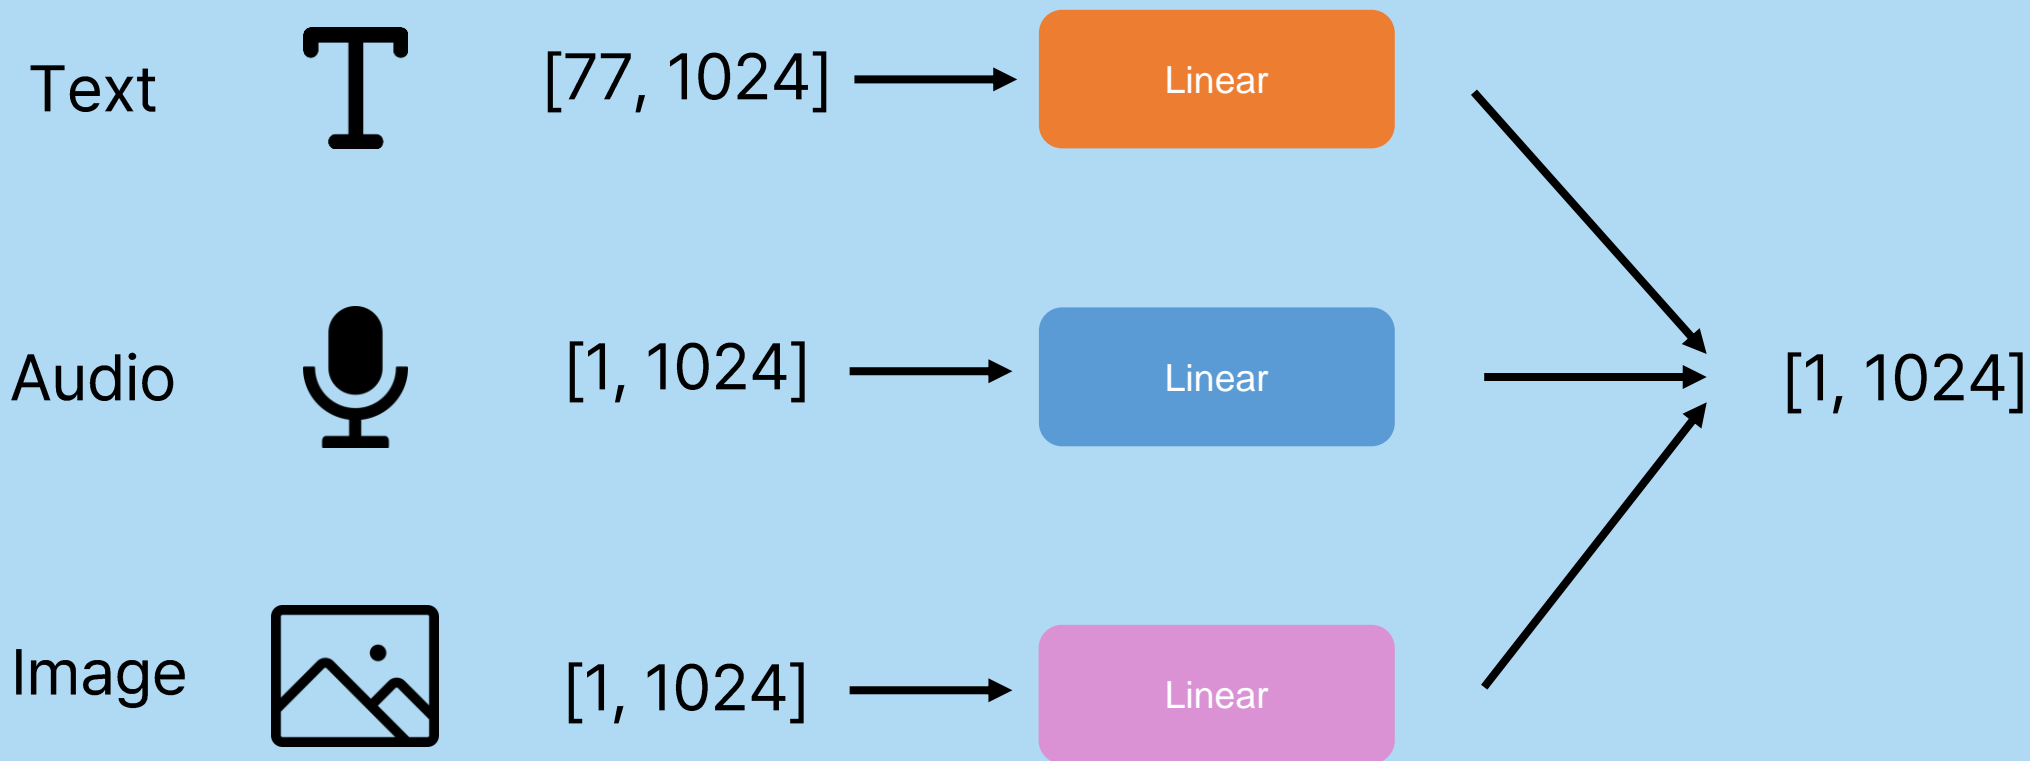 Text [77, 1024] Linear
Audio [1, 1024] Linear [1, 1024]
Image [1, 1024] Linear